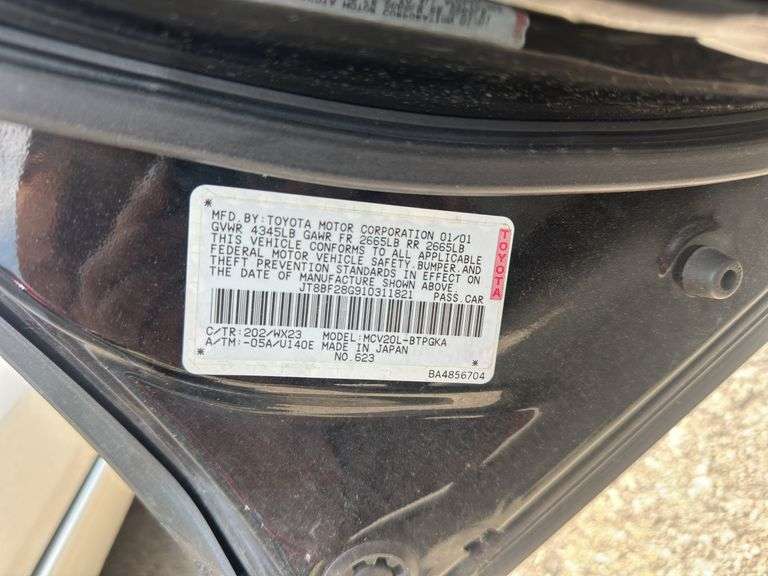 MFD. BY:TOYOTA MOTOR CORPORATION 01/01
GVWR 4345LB GAWR FR 2665LB RR 2665LB
THIS VEHICLE CONFORMS TO ALL APPLICABLE
FEDERAL MOTOR VEHICLE SAFETY,BUMPER,AND
THEFT PREVENTION STANDARDS IN EFFECT ON
THE DATE OF MANUFACTURE SHOWN ABOVE
JT8BF28G910311821 PASS.CAR
TOYOTA
C/TR:202/WX23 MODEL:MCV20L-BTPGKA
A/TM:-05A/U140E MADE IN JAPAN
NO.623
BA4856704